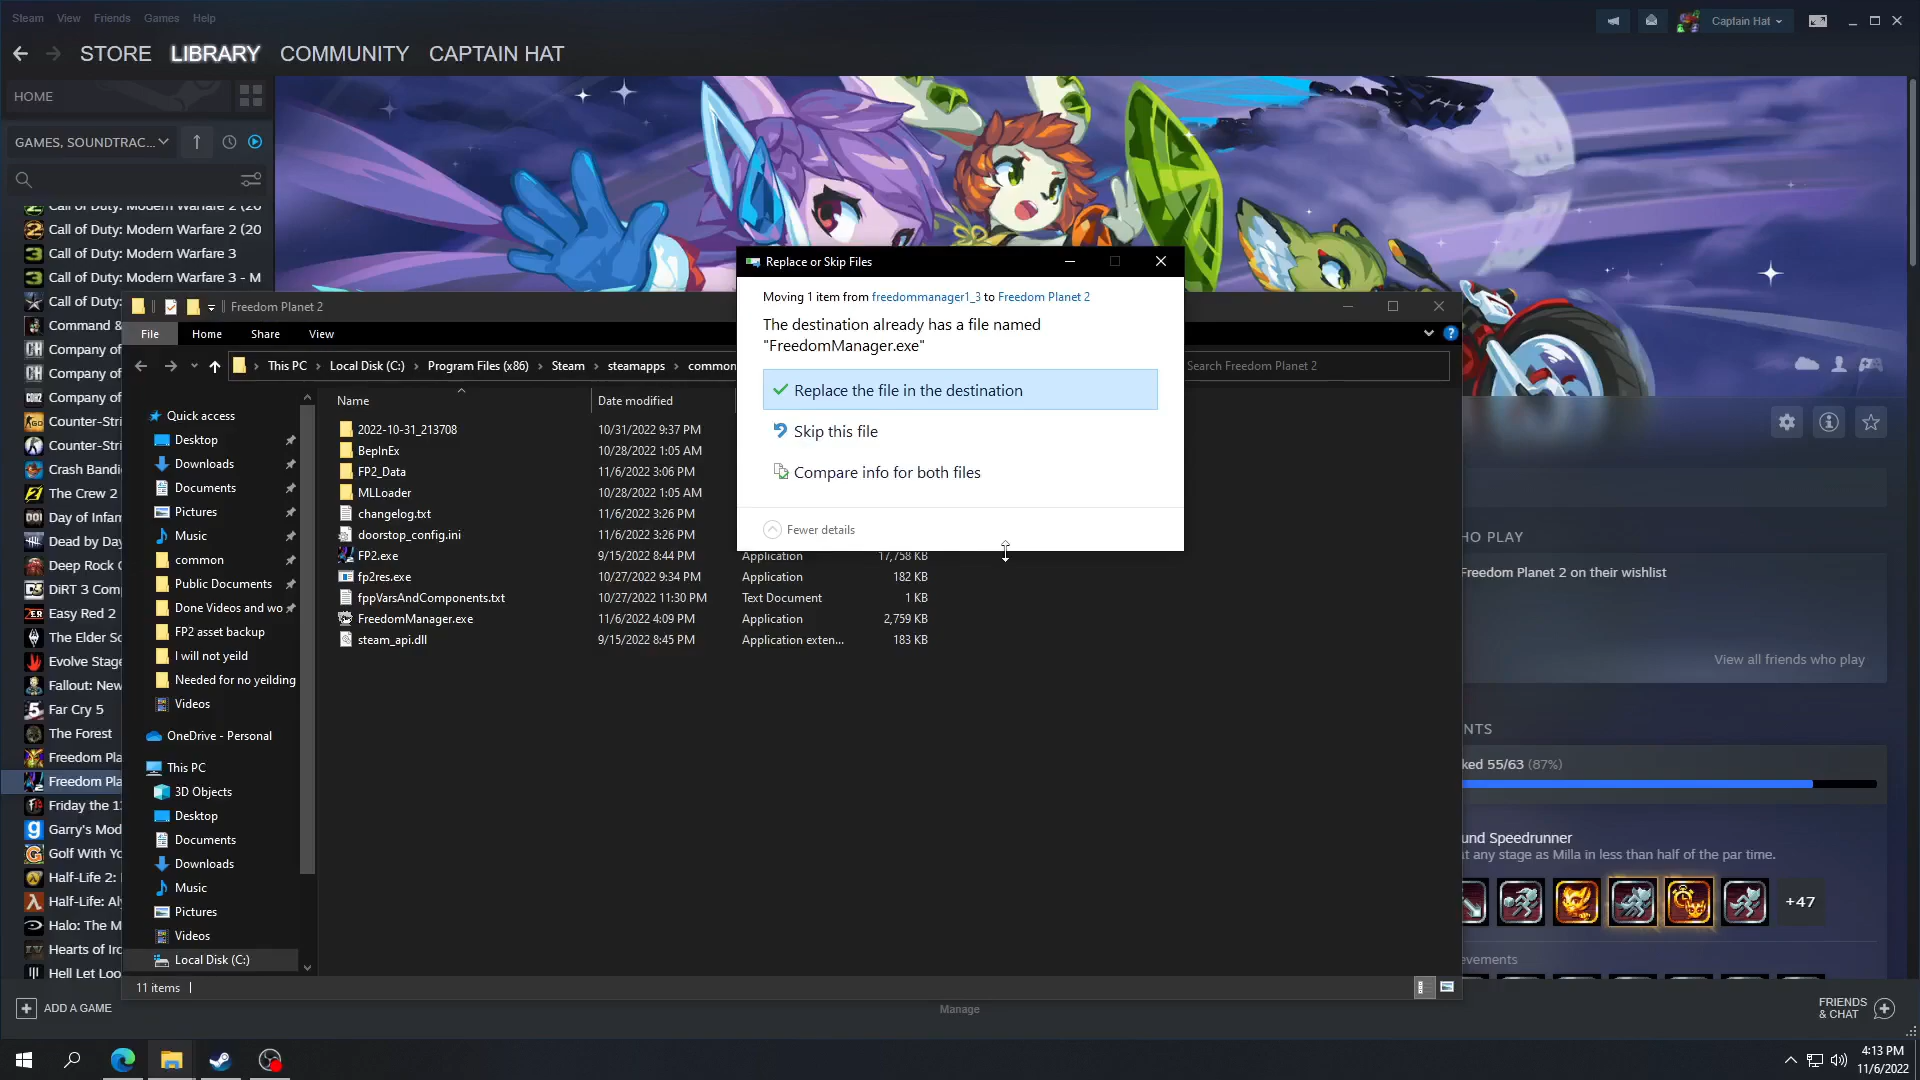 Steam View Friends Games Help
Captain Hat
STORE LIBRARY COMMUNITY CAPTAIN HAT
HOME
GAMES, SOUNDTRAC...
Call of Duty: Modern Warfare 2 (20
Call of Duty: Modern Warfare 2 (20
Call of Duty: Modern Warfare 3
Call of Duty: Modern Warfare 3 - M
Call of Duty:
Command &
Company of
Company of
Company of
Counter-Stri
Counter-Stri
Crash Bandi
The Crew 2
Day of Infam
Dead by Day
Deep Rock G
DiRT 3 Comp
Easy Red 2
The Elder Sc
Evolve Stage
Fallout: New
Far Cry 5
The Forest
Freedom Pla
Freedom Pla
Friday the 1
Garry's Mod
Golf With Yo
Half-Life 2:
Half-Life: Al
Halo: The M
Hearts of Iro
Hell Let Loo
ADD A GAME
Freedom Planet 2
File Home Share View
This PC Local Disk (C:) Program Files (x86) Steam steamapps common
Search Freedom Planet 2
Quick access
Desktop
Downloads
Documents
Pictures
Music
common
Public Documents
Done Videos and wo
FP2 asset backup
I will not yeild
Needed for no yeilding
Videos
OneDrive - Personal
This PC
3D Objects
Desktop
Documents
Downloads
Music
Pictures
Videos
Local Disk (C:)
Name Date modified
2022-10-31_213708 10/31/2022 9:37 PM
BepInEx 10/28/2022 1:05 AM
FP2_Data 11/6/2022 3:06 PM
MLLoader 10/28/2022 1:05 AM
changelog.txt 11/6/2022 3:26 PM
doorstop_config.ini 11/6/2022 3:26 PM
FP2.exe 9/15/2022 8:44 PM Application 17,758 KB
fp2res.exe 10/27/2022 9:34 PM Application 182 KB
fppVarsAndComponents.txt 10/27/2022 11:30 PM Text Document 1 KB
FreedomManager.exe 11/6/2022 4:09 PM Application 2,759 KB
steam_api.dll 9/15/2022 8:45 PM Application exten... 183 KB
11 items
Replace or Skip Files
Moving 1 item from freedommanager1_3 to Freedom Planet 2
The destination already has a file named
"FreedomManager.exe"
Replace the file in the destination
Skip this file
Compare info for both files
Fewer details
HO PLAY
Freedom Planet 2 on their wishlist
View all friends who play
NTS
ked 55/63 (87%)
und Speedrunner
t any stage as Milla in less than half of the par time.
+47
evements
Manage
FRIENDS
& CHAT
4:13 PM
11/6/2022